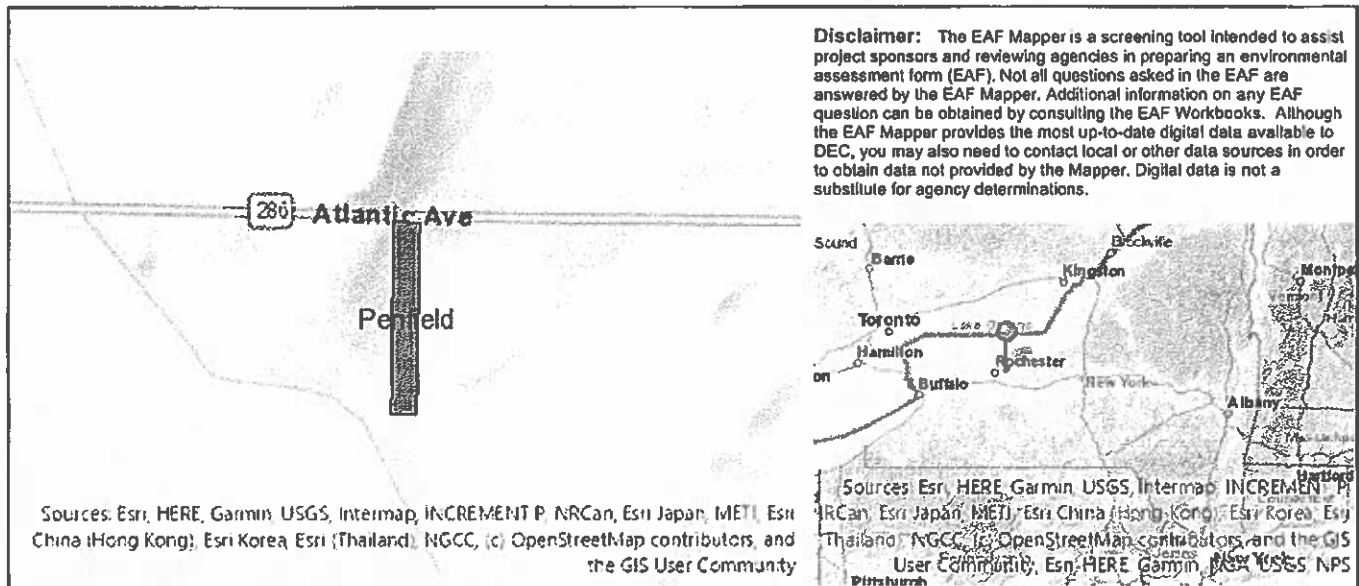 Disclaimer: The EAF Mapper is a screening tool intended to assist
project sponsors and reviewing agencies in preparing an environmental
assessment form (EAF). Not all questions asked in the EAF are
answered by the EAF Mapper. Additional information on any EAF
question can be obtained by consulting the EAF Workbooks. Although
the EAF Mapper provides the most up-to-date digital data available to
DEC, you may also need to contact local or other data sources in order
to obtain data not provided by the Mapper. Digital data is not a
substitute for agency determinations.
286 Atlantic Ave
Penfield
Sources: Esri, HERE, Garmin, USGS, Intermap, INCREMENT P, NRCan, Esri Japan, METI, Esri
China (Hong Kong), Esri Korea, Esri (Thailand), NGCC, (c) OpenStreetMap contributors, and
the GIS User Community
Sound
Barrie
Kingston
Toronto
Hamilton
Rochester
Buffalo
New York
Albany
Hartford
Sources: Esri, HERE, Garmin, USGS, Intermap, INCREMENT P,
NRCan, Esri Japan, METI, Esri China (Hong Kong), Esri Korea, Esri
(Thailand), NGCC, (c) OpenStreetMap contributors, and the GIS
User Community, Esri, HERE, Garmin, NGA, USGS, NPS
Pittsburgh